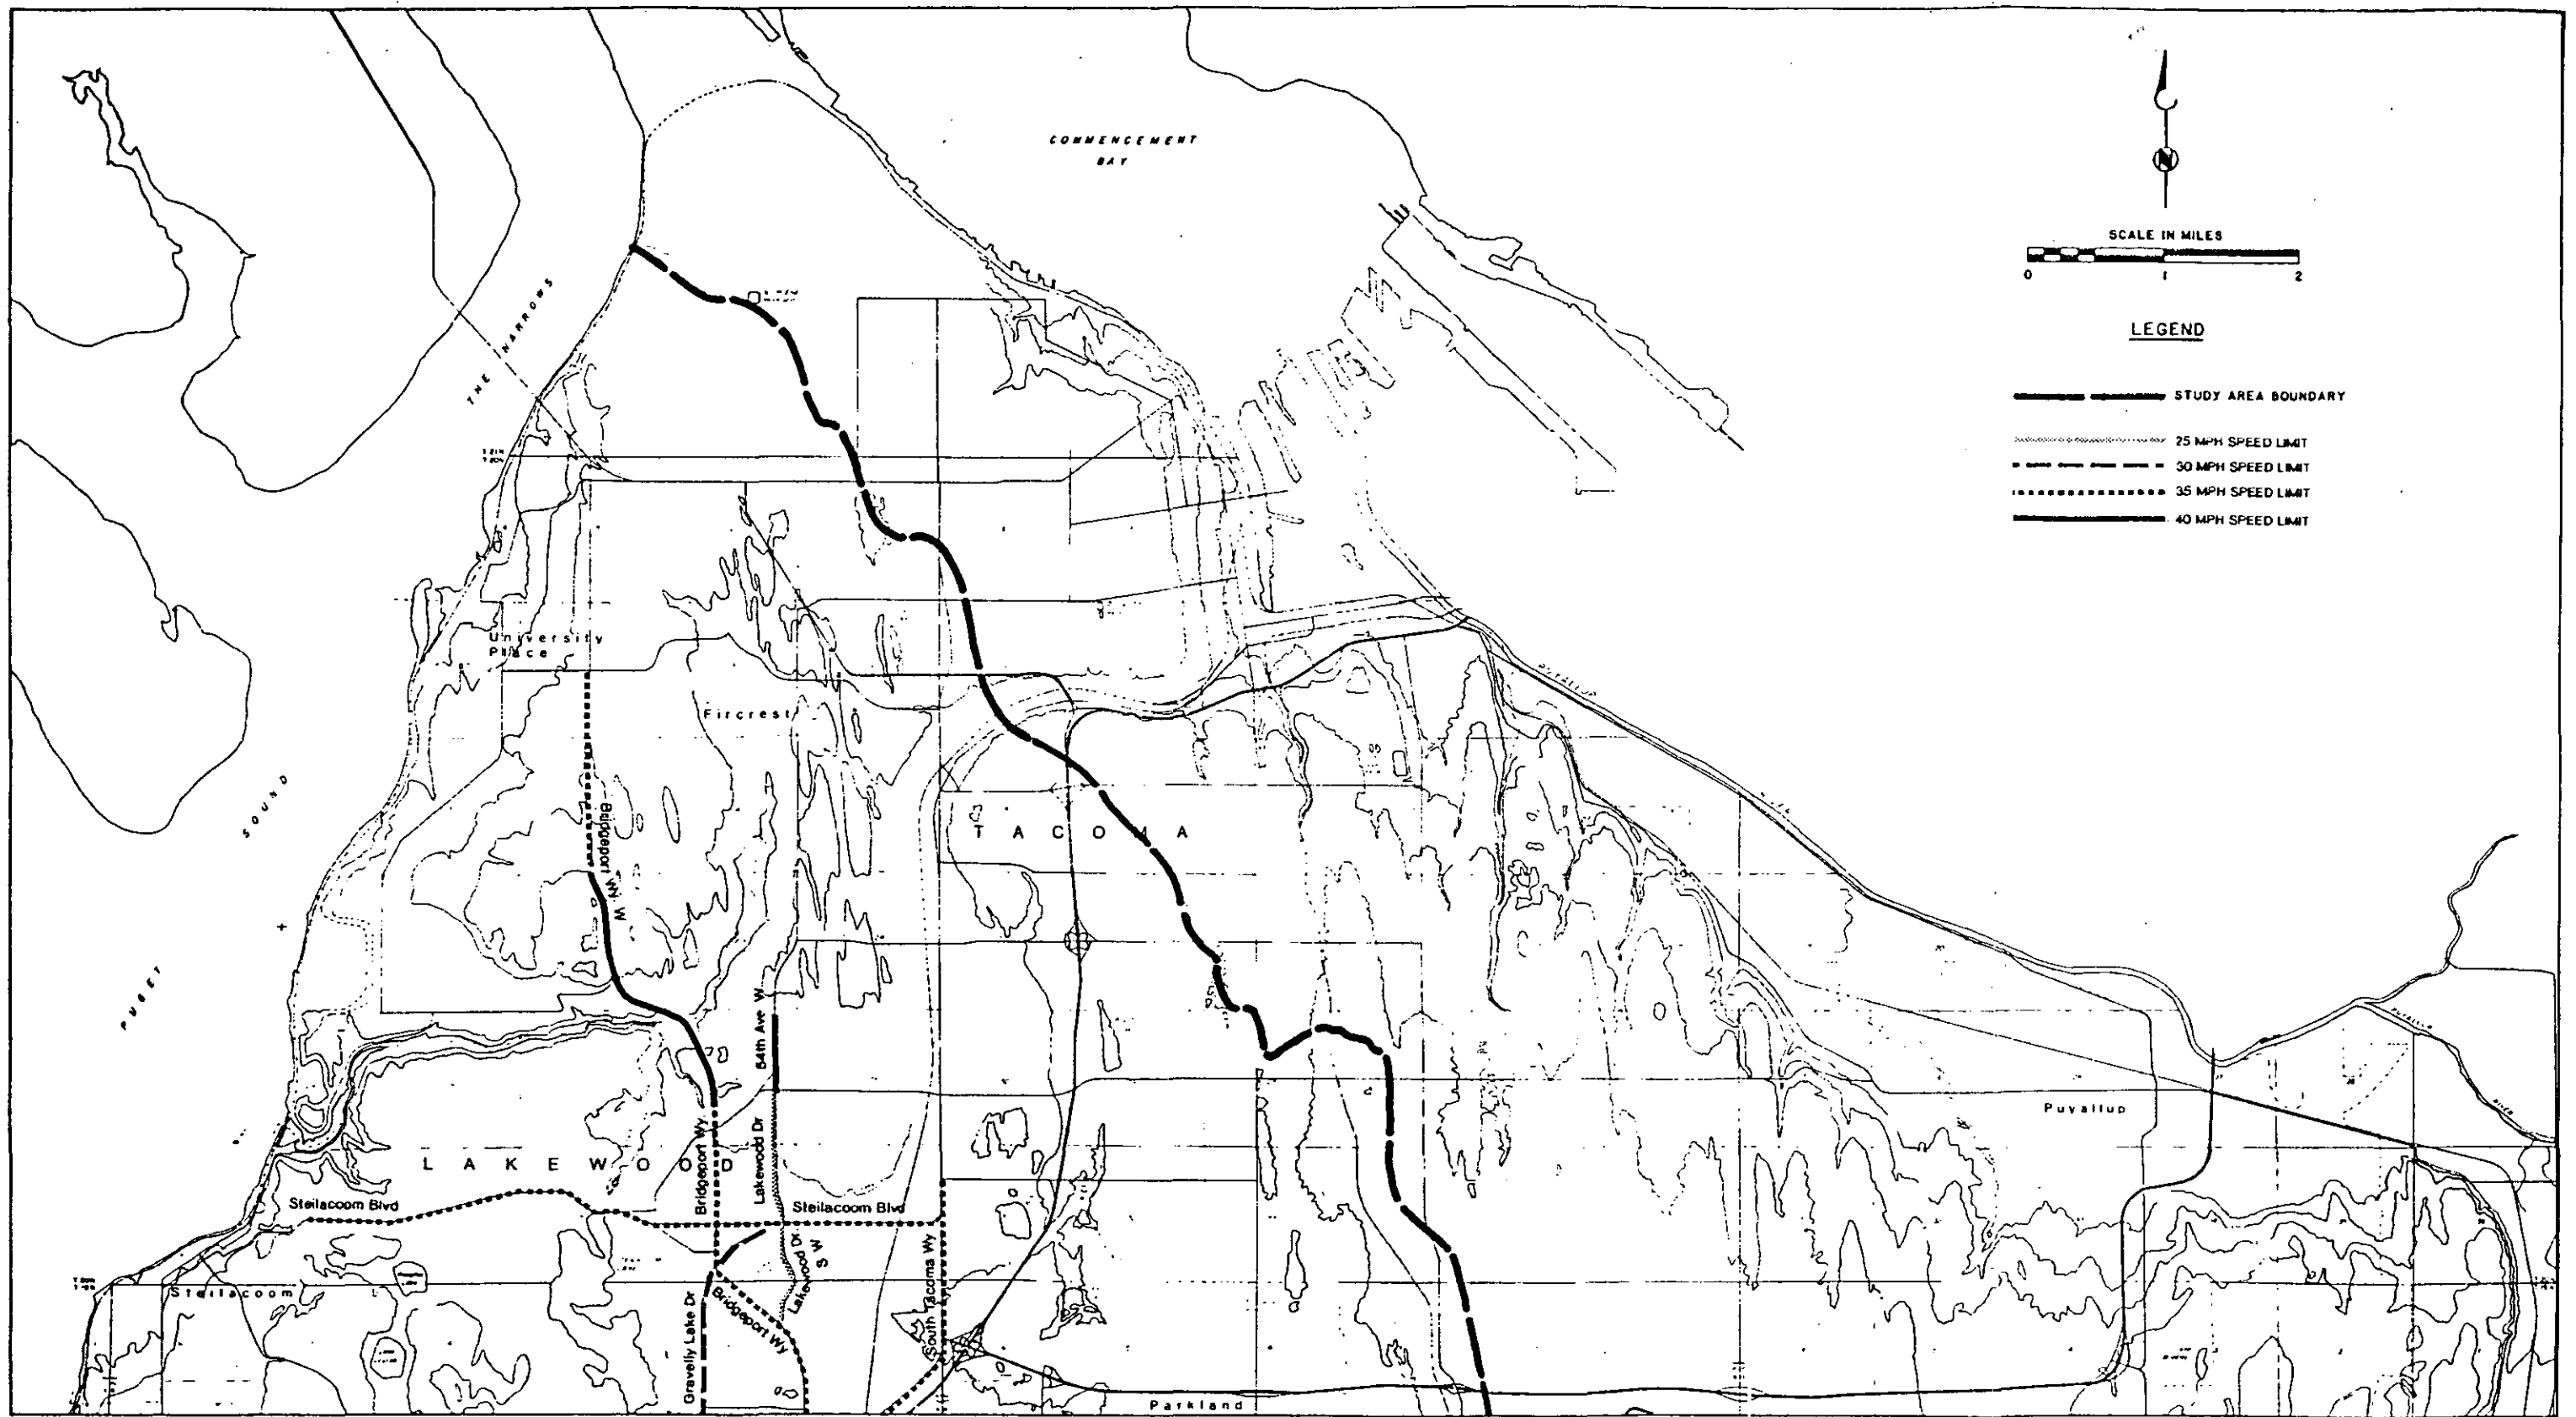 COMMENCEMENT
BAY
SCALE IN MILES
0 1 2
LEGEND
STUDY AREA BOUNDARY
25 MPH SPEED LIMIT
30 MPH SPEED LIMIT
35 MPH SPEED LIMIT
40 MPH SPEED LIMIT
THE NARROWS
University
Place
Fircrest
Bridgeport Wy W
TACOMA
PUGET SOUND
54th Ave W
Puyallup
LAKEWOOD
Bridgeport Wy
Lakewood Dr
Steilacoom Blvd
Steilacoom Blvd
Lakewood Dr
S W
South Tacoma Wy
Steilacoom
Gravelly Lake Dr
Bridgeport Wy
Parkland